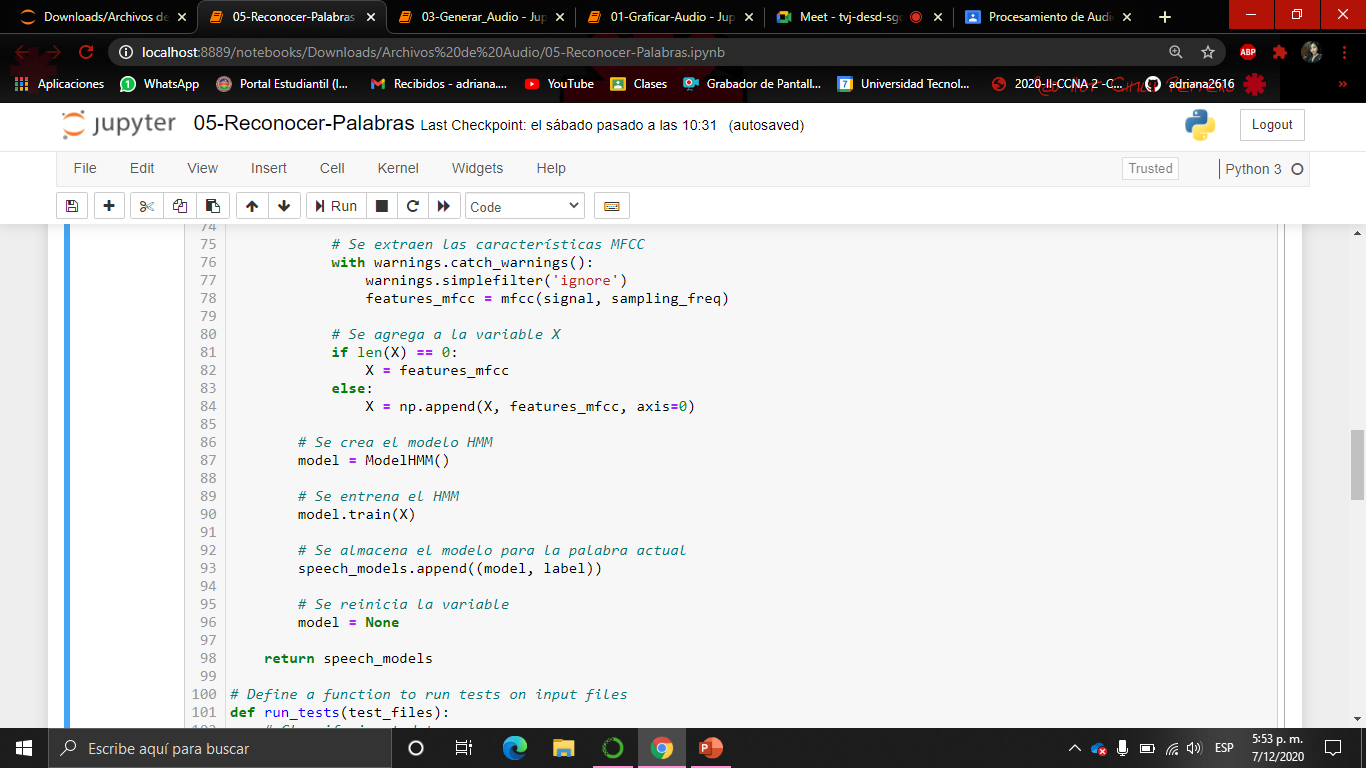 Downloads/Archivos de
05-Reconocer-Palabras
03-Generar_Audio - Jup
01-Graficar-Audio - Jup
Meet - tvj-desd-sgo
Procesamiento de Audi
localhost:8889/notebooks/Downloads/Archivos%20de%20Audio/05-Reconocer-Palabras.ipynb
ABP
Aplicaciones
WhatsApp
Portal Estudiantil (I...
Recibidos - adriana....
YouTube
Clases
Grabador de Pantall...
Universidad Tecnol...
2020-II-CCNA 2 -C...
adriana2616
jupyter 05-Reconocer-Palabras Last Checkpoint: el sábado pasado a las 10:31 (autosaved)
Logout
File Edit View Insert Cell Kernel Widgets Help
Trusted
Python 3
Run
Code
74
75 # Se extraen las características MFCC
76 with warnings.catch_warnings():
77 warnings.simplefilter('ignore')
78 features_mfcc = mfcc(signal, sampling_freq)
79
80 # Se agrega a la variable X
81 if len(X) == 0:
82 X = features_mfcc
83 else:
84 X = np.append(X, features_mfcc, axis=0)
85
86 # Se crea el modelo HMM
87 model = ModelHMM()
88
89 # Se entrena el HMM
90 model.train(X)
91
92 # Se almacena el modelo para la palabra actual
93 speech_models.append((model, label))
94
95 # Se reinicia la variable
96 model = None
97
98 return speech_models
99
100 # Define a function to run tests on input files
101 def run_tests(test_files):
Escribe aquí para buscar
ESP
5:53 p. m.
7/12/2020